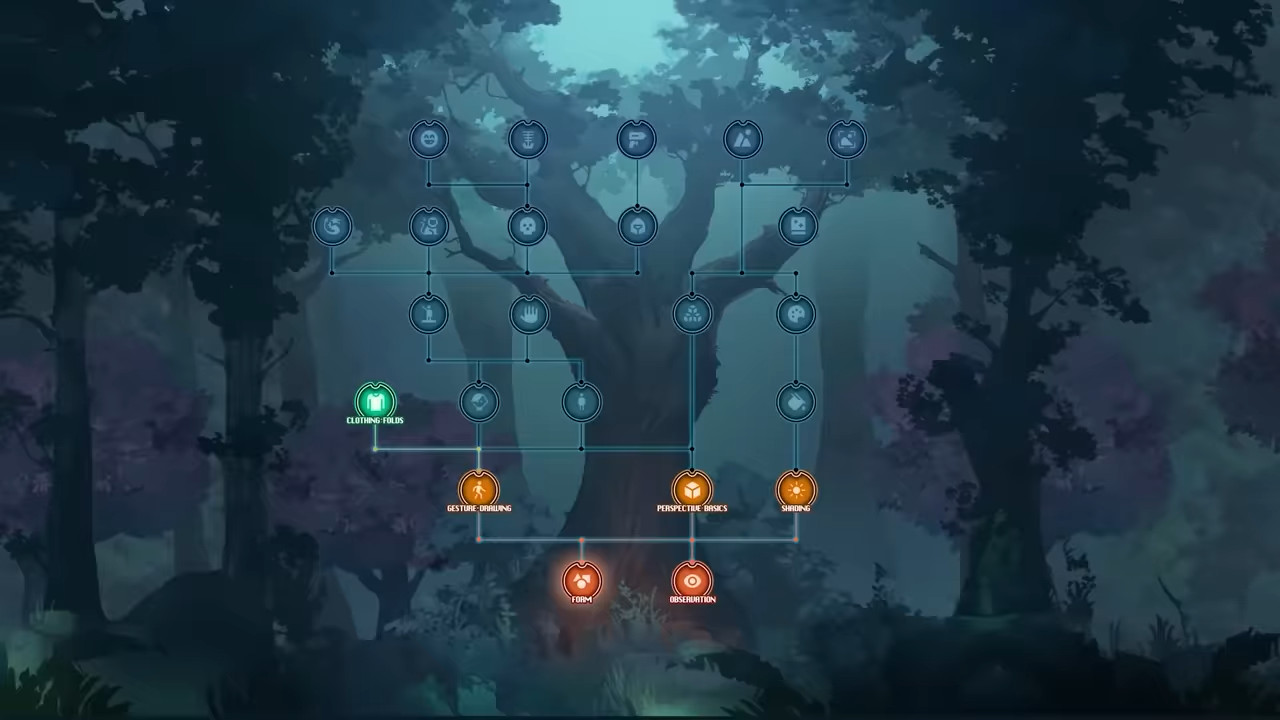 CLOTHING FOLDS
GESTURE DRAWING
PERSPECTIVE BASICS
SHADING
FORM
OBSERVATION